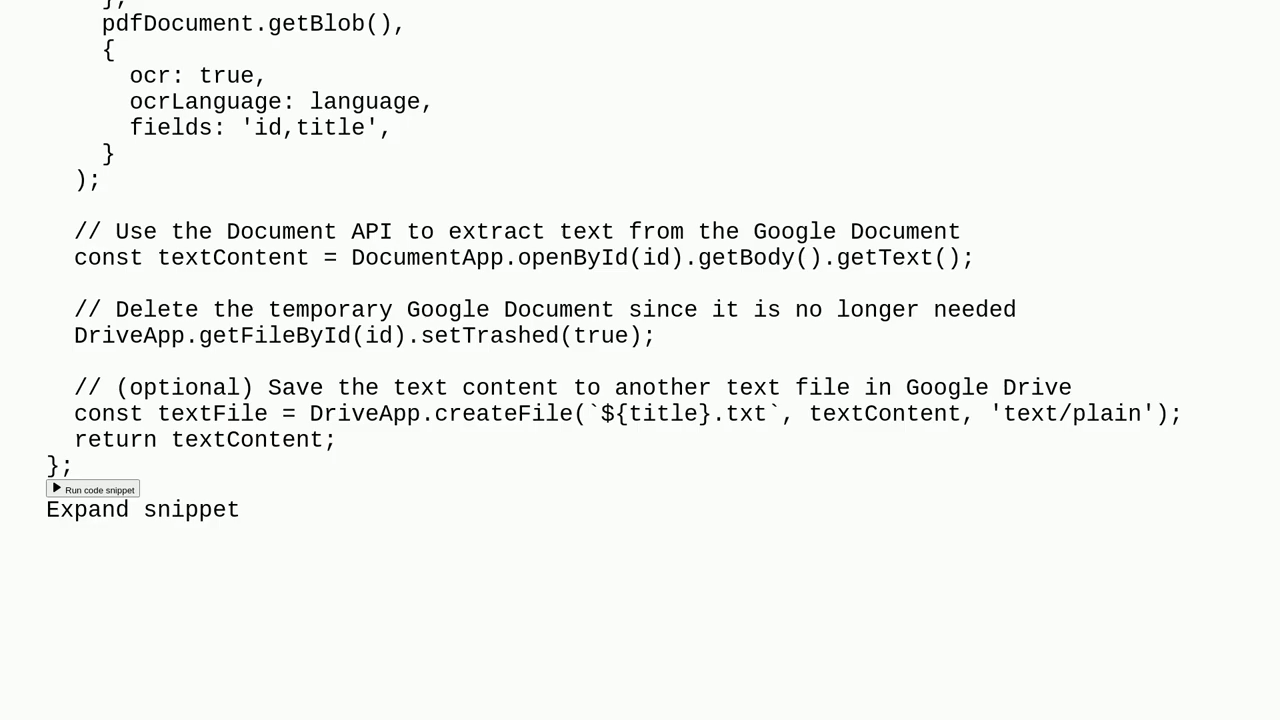 };
pdfDocument.getBlob(),
{
ocr: true,
ocrLanguage: language,
fields: 'id,title',
}
);
// Use the Document API to extract text from the Google Document
const textContent = DocumentApp.openById(id).getBody().getText();
// Delete the temporary Google Document since it is no longer needed
DriveApp.getFileById(id).setTrashed(true);
// (optional) Save the text content to another text file in Google Drive
const textFile = DriveApp.createFile(`${title}.txt`, textContent, 'text/plain');
return textContent;
};
Run code snippet
Expand snippet